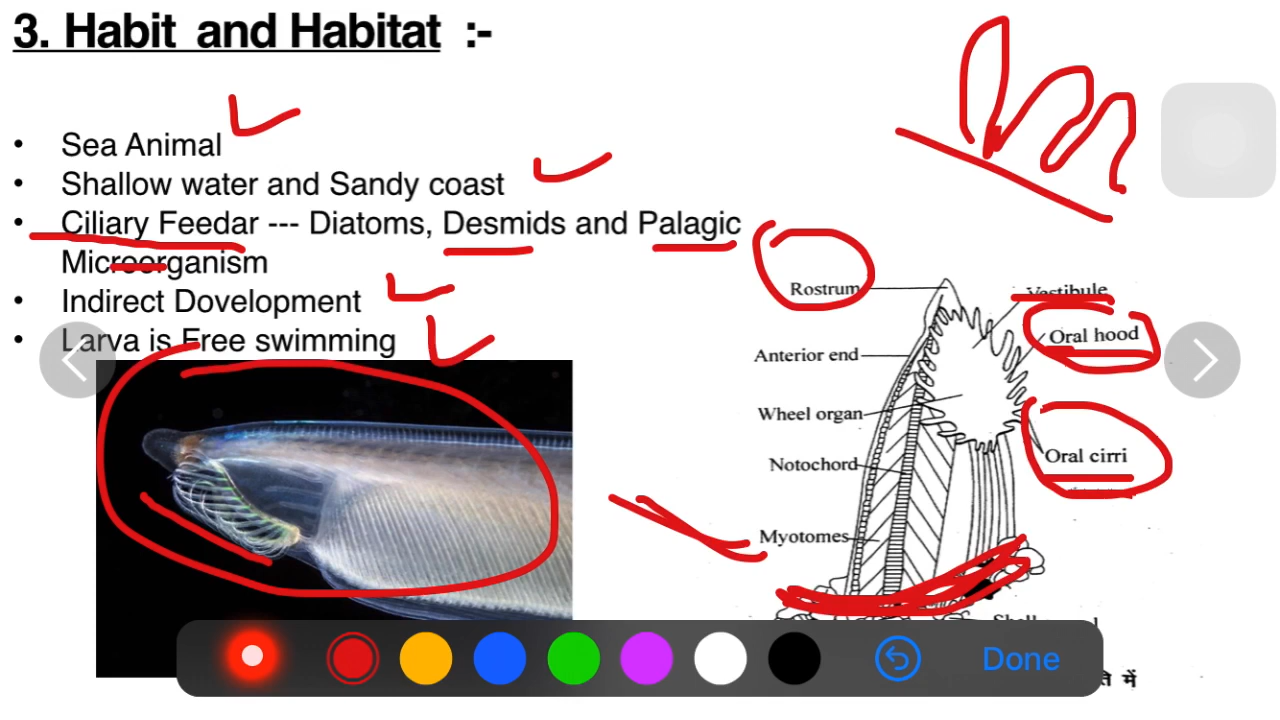 3. Habit and Habitat :-
• Sea Animal
• Shallow water and Sandy coast
• Ciliary Feedar --- Diatoms, Desmids and Palagic
Microorganism
• Indirect Dovelopment
• Larva is Free swimming
Rostrum
Vestibule
Oral hood
Anterior end
Wheel organ
Oral cirri
Notochord
Myotomes
में
Done